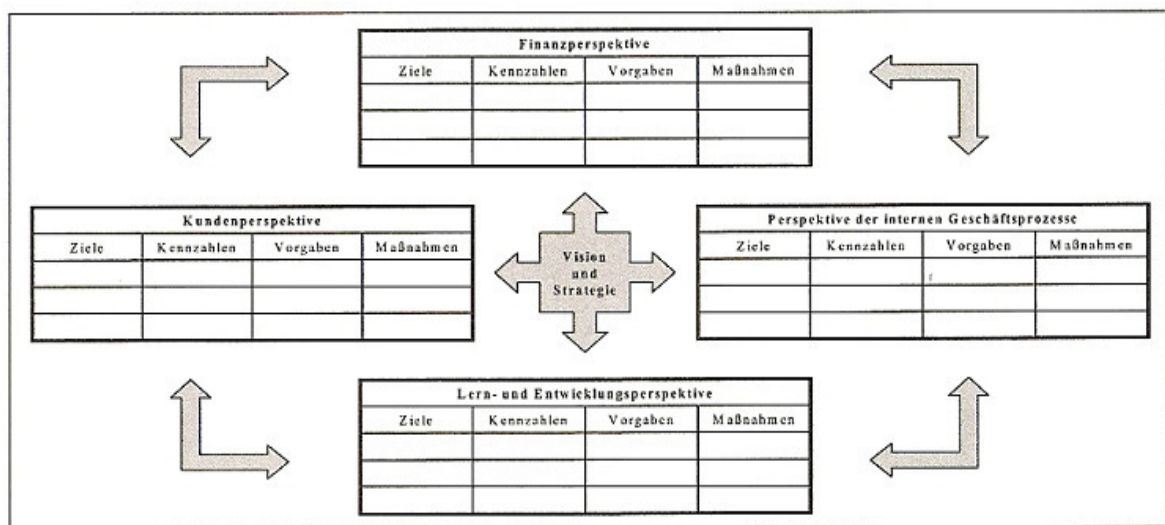 Finanzperspektive
Ziele Kennzahlen Vorgaben Maßnahmen
Kundenperspektive
Ziele Kennzahlen Vorgaben Maßnahmen
Vision
und
Strategie
Perspektive der internen Geschäftsprozesse
Ziele Kennzahlen Vorgaben Maßnahmen
Lern- und Entwicklungsperspektive
Ziele Kennzahlen Vorgaben Maßnahmen